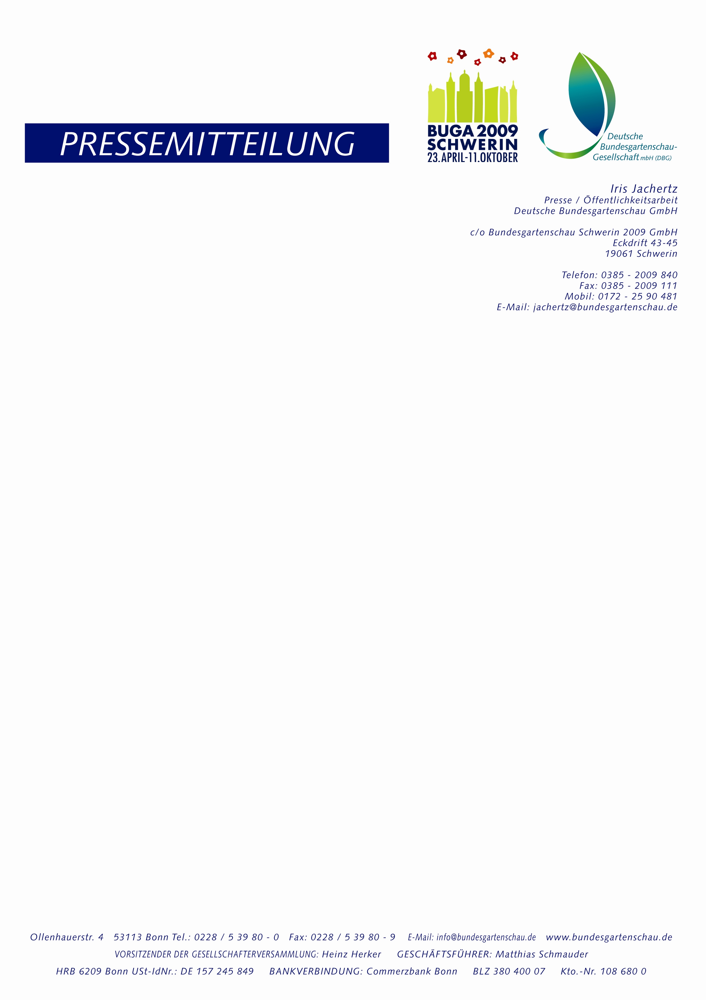 PRESSEMITTEILUNG
BUGA 2009
SCHWERIN
23. APRIL-11. OKTOBER
Deutsche
Bundesgartenschau-
Gesellschaft mbH (DBG)
Iris Jachertz
Presse / Öffentlichkeitsarbeit
Deutsche Bundesgartenschau GmbH
c/o Bundesgartenschau Schwerin 2009 GmbH
Eckdrift 43-45
19061 Schwerin
Telefon: 0385 - 2009 840
Fax: 0385 - 2009 111
Mobil: 0172 - 25 90 481
E-Mail: jachertz@bundesgartenschau.de
Ollenhauerstr. 4 53113 Bonn Tel.: 0228 / 5 39 80 - 0 Fax: 0228 / 5 39 80 - 9 E-Mail: info@bundesgartenschau.de www.bundesgartenschau.de
VORSITZENDER DER GESELLSCHAFTERVERSAMMLUNG: Heinz Herker GESCHÄFTSFÜHRER: Matthias Schmauder
HRB 6209 Bonn USt-IdNr.: DE 157 245 849 BANKVERBINDUNG: Commerzbank Bonn BLZ 380 400 07 Kto.-Nr. 108 680 0